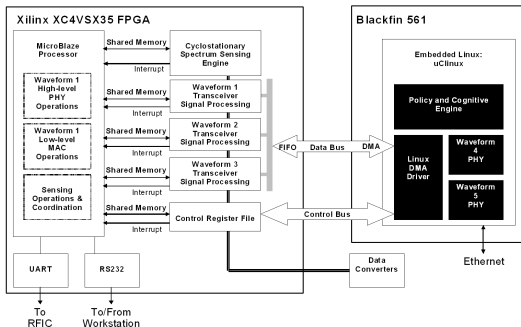 Xilinx XC4VSX35 FPGA
Blackfin 561
MicroBlaze
Processor
Waveform 1
High-level
PHY
Operations
Waveform 1
Low-level
MAC
Operations
Sensing
Operations &
Coordination
Shared Memory
Interrupt
Shared Memory
Interrupt
Shared Memory
Interrupt
Shared Memory
Interrupt
Shared Memory
Interrupt
Cyclostationary
Spectrum Sensing
Engine
Waveform 1
Transceiver
Signal Processing
Waveform 2
Transceiver
Signal Processing
Waveform 3
Transceiver
Signal Processing
Control Register File
FIFO
Data Bus
DMA
Control Bus
Embedded Linux:
uClinux
Policy and Cognitive
Engine
Linux
DMA
Driver
Waveform
4
PHY
Waveform
5
PHY
UART
RS232
Data
Converters
Ethernet
To
RFIC
To/From
Workstation